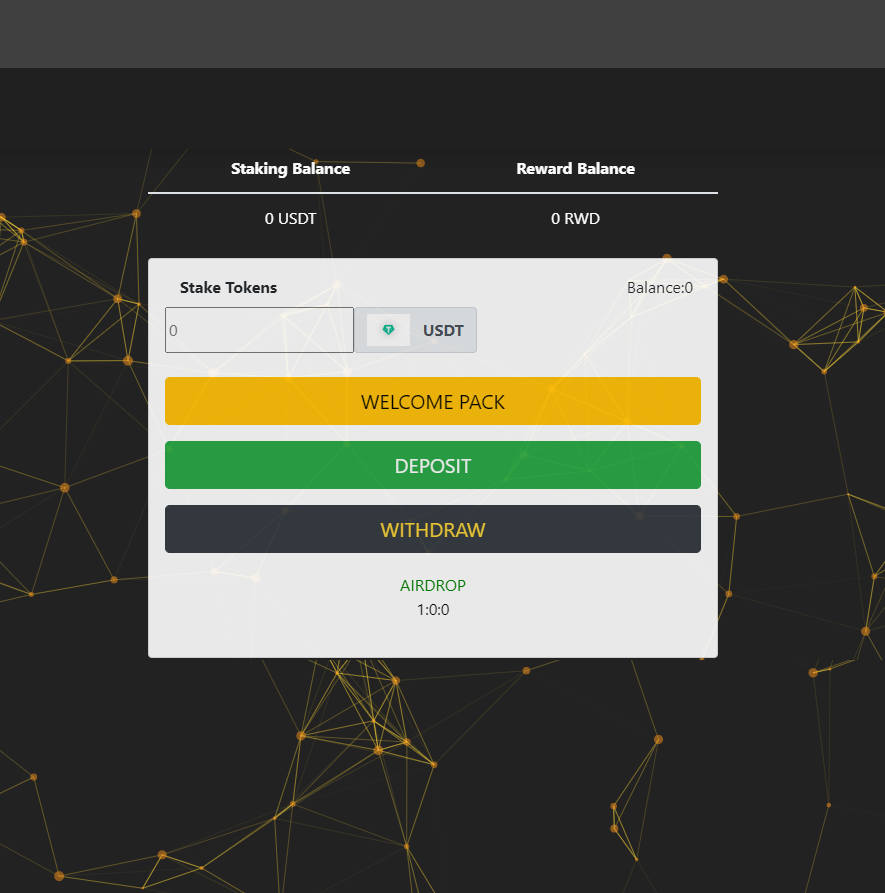 Staking Balance Reward Balance
0 USDT 0 RWD
Stake Tokens Balance:0
0 USDT
WELCOME PACK
DEPOSIT
WITHDRAW
AIRDROP
1:0:0